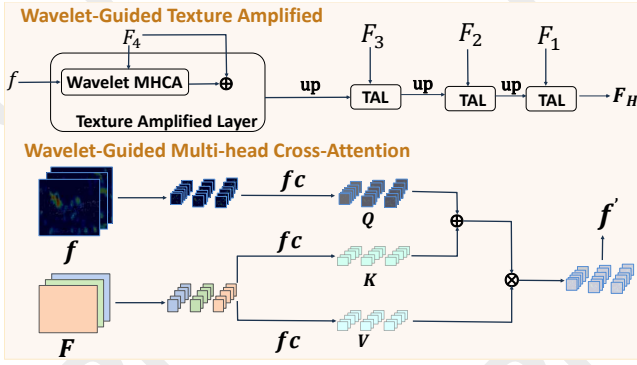 Wavelet-Guided Texture Amplified
F4
F3
F2
F1
f
Wavelet MHCA
⊕
up
TAL
up
TAL
up
TAL
FH
Texture Amplified Layer
Wavelet-Guided Multi-head Cross-Attention
fc
f
Q
⊕
f'
fc
K
⊗
F
fc
V